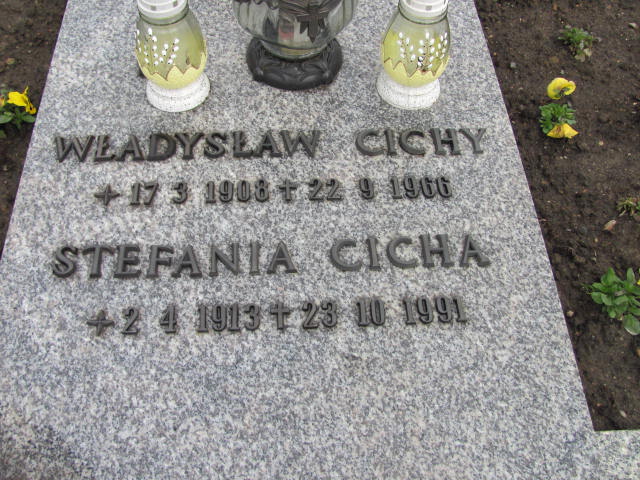 WŁADYSŁAW CICHY
+ 17 3 1908 ✝ 22 9 1966
STEFANIA CICHA
+ 2 4 1913 ✝ 23 10 1991